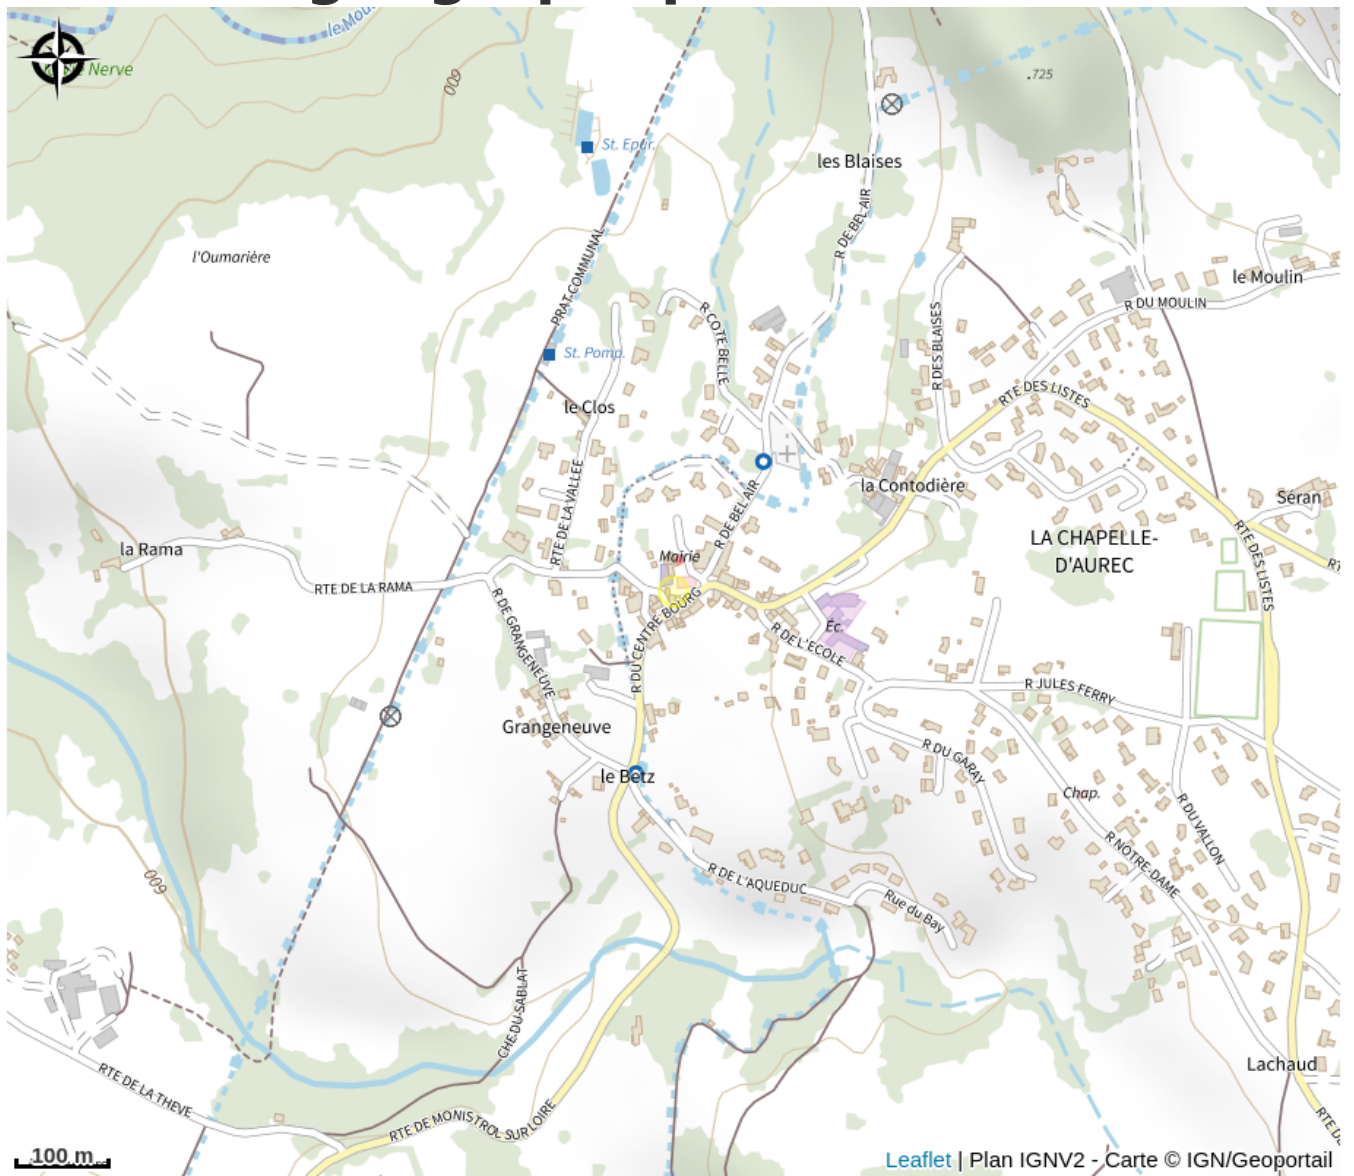 le Mou
Nerve
600
.725
St. Epur.
les Blaises
R DE BEL AIR
l'Oumarière
PRAT COMMUNAL
le Moulin
R DU MOULIN
R COTE BELLE
R DES BLAISES
St. Pomp.
RTE DES LISTES
le Clos
RTE DE LA VALLEE
la Contodière
Séran
R DE BEL AIR
LA CHAPELLE-
D'AUREC
la Rama
Mairie
RTE DES LISTES
RTE DE LA RAMA
R DU CENTRE BOURG
R DE GRANGENEUVE
Éc.
R DE L'ECOLE
R JULES FERRY
Grangeneuve
R DU GARAY
le Betz
Chap.
R DU VALLON
R NOTRE-DAME
600
R DE L'AQUEDUC
Rue du Bay
CHE DU SABLAT
Lachaud
RTE DE LA THEVE
RTE DE MONISTROL SUR LOIRE
100 m
Leaflet | Plan IGNV2 - Carte © IGN/Geoportail